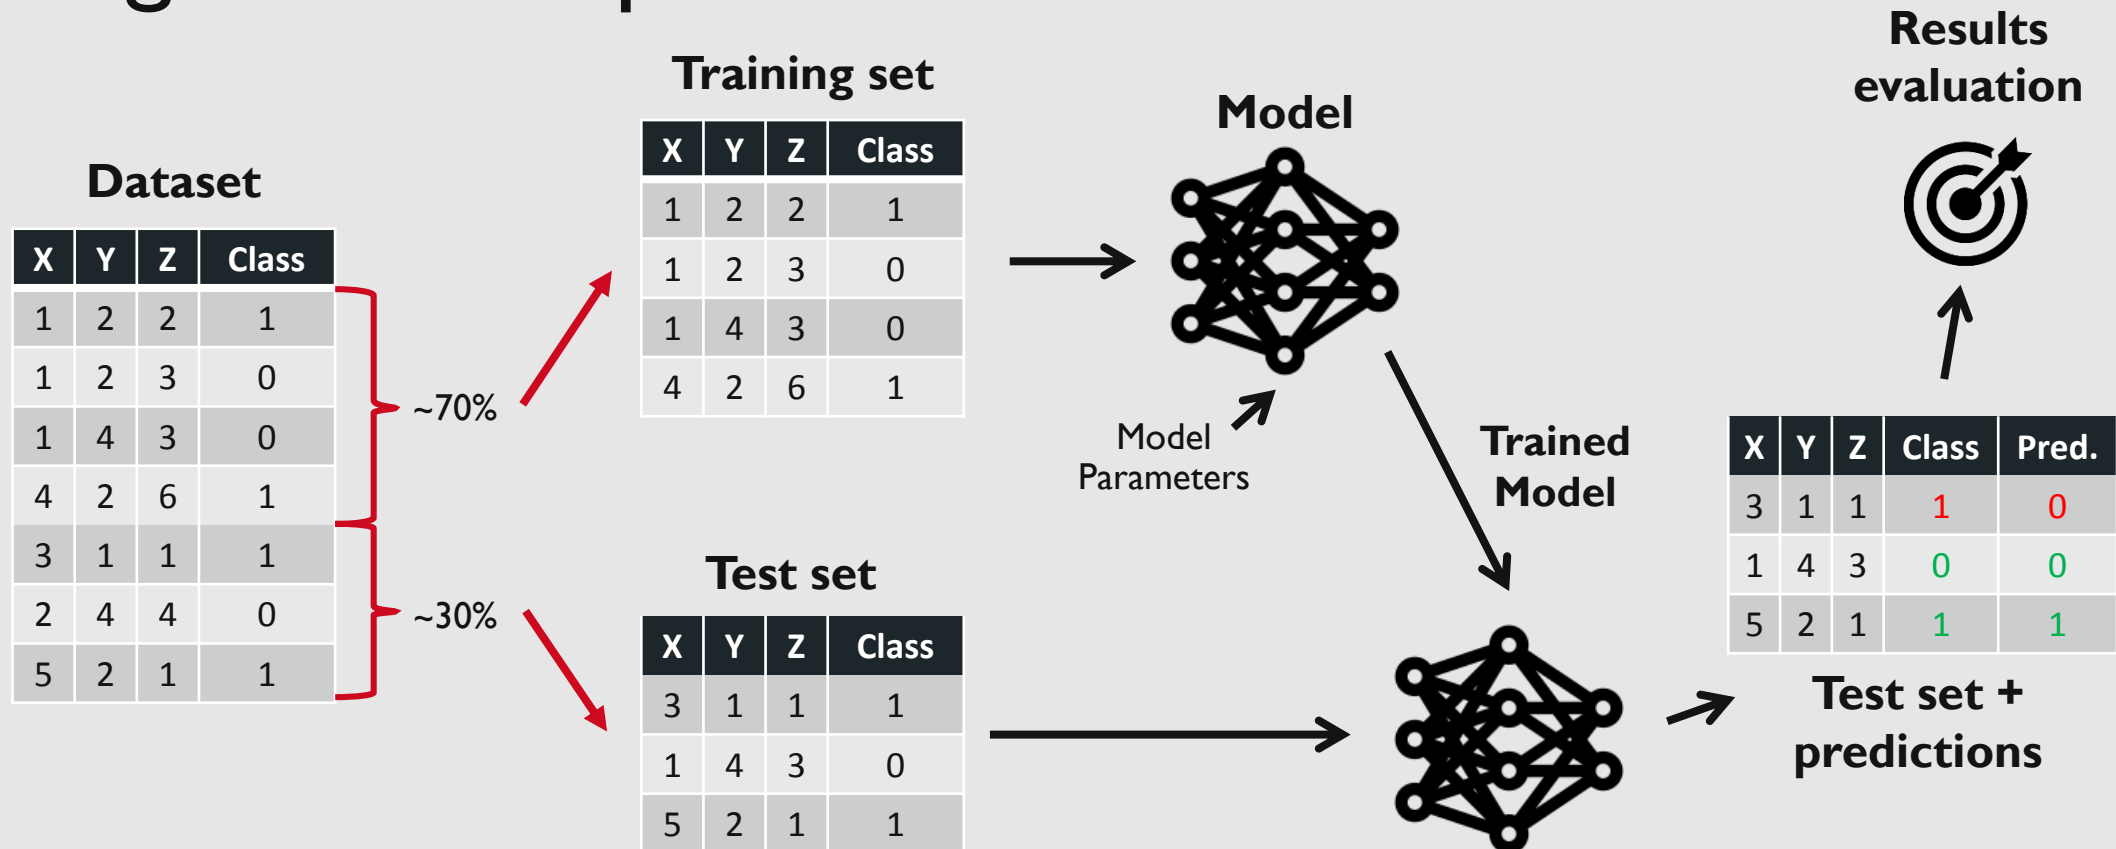 Dataset
X Y Z Class
1 2 2 1
1 2 3 0
1 4 3 0
4 2 6 1
3 1 1 1
2 4 4 0
5 2 1 1
~70%
~30%
Training set
X Y Z Class
1 2 2 1
1 2 3 0
1 4 3 0
4 2 6 1
Test set
X Y Z Class
3 1 1 1
1 4 3 0
5 2 1 1
Model
Model
Parameters
Trained
Model
Results
evaluation
X Y Z Class Pred.
3 1 1 1 0
1 4 3 0 0
5 2 1 1 1
Test set +
predictions